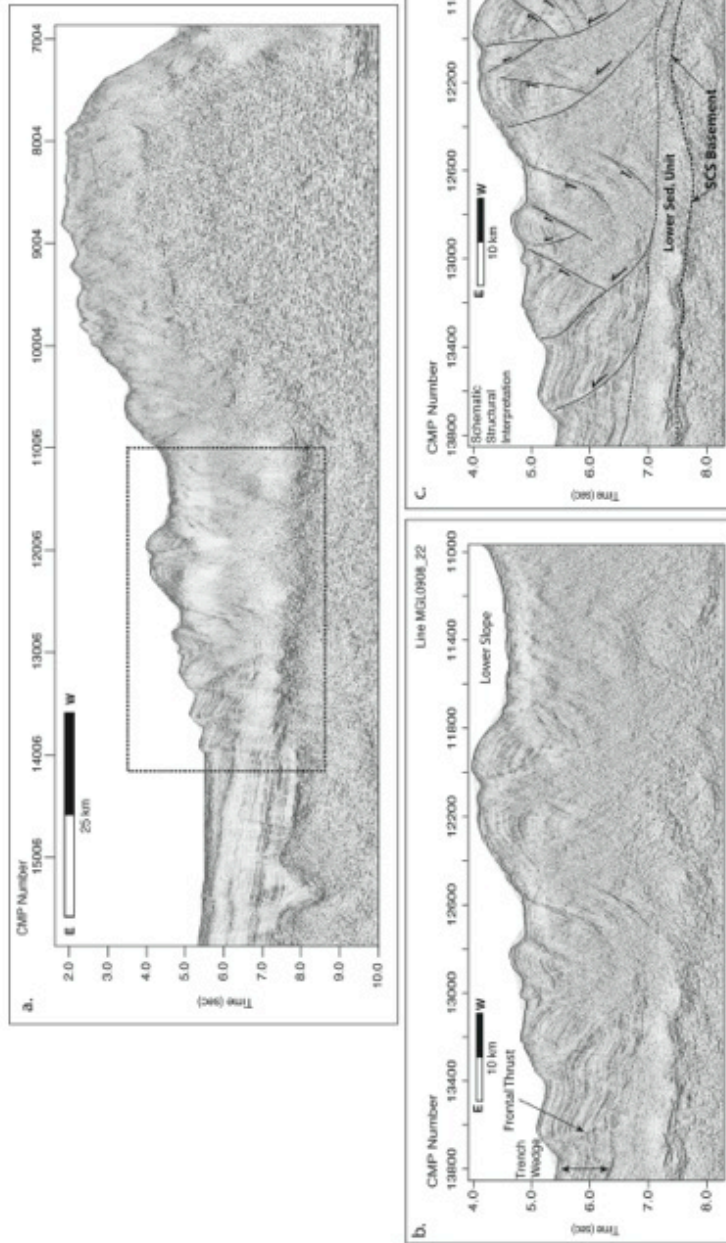 a.
CMP Number
15006 14006 13006 12006 11006 10004 9004 8004 7004
E W
25 km
Time (sec)
2.0
3.0
4.0
5.0
6.0
7.0
8.0
9.0
10.0
b.
CMP Number
Line MGL0908_22
13800 13400 13000 12600 12200 11800 11400 11000
E W
10 km
Time (sec)
4.0
5.0
6.0
7.0
8.0
Trench
Wedge
Frontal Thrust
Lower Slope
c.
CMP Number
13800 13400 13000 12600 12200
E W
10 km
Time (sec)
4.0
5.0
6.0
7.0
8.0
Schematic
Structural
Interpretation
Lower Sed. Unit
SCS Basement